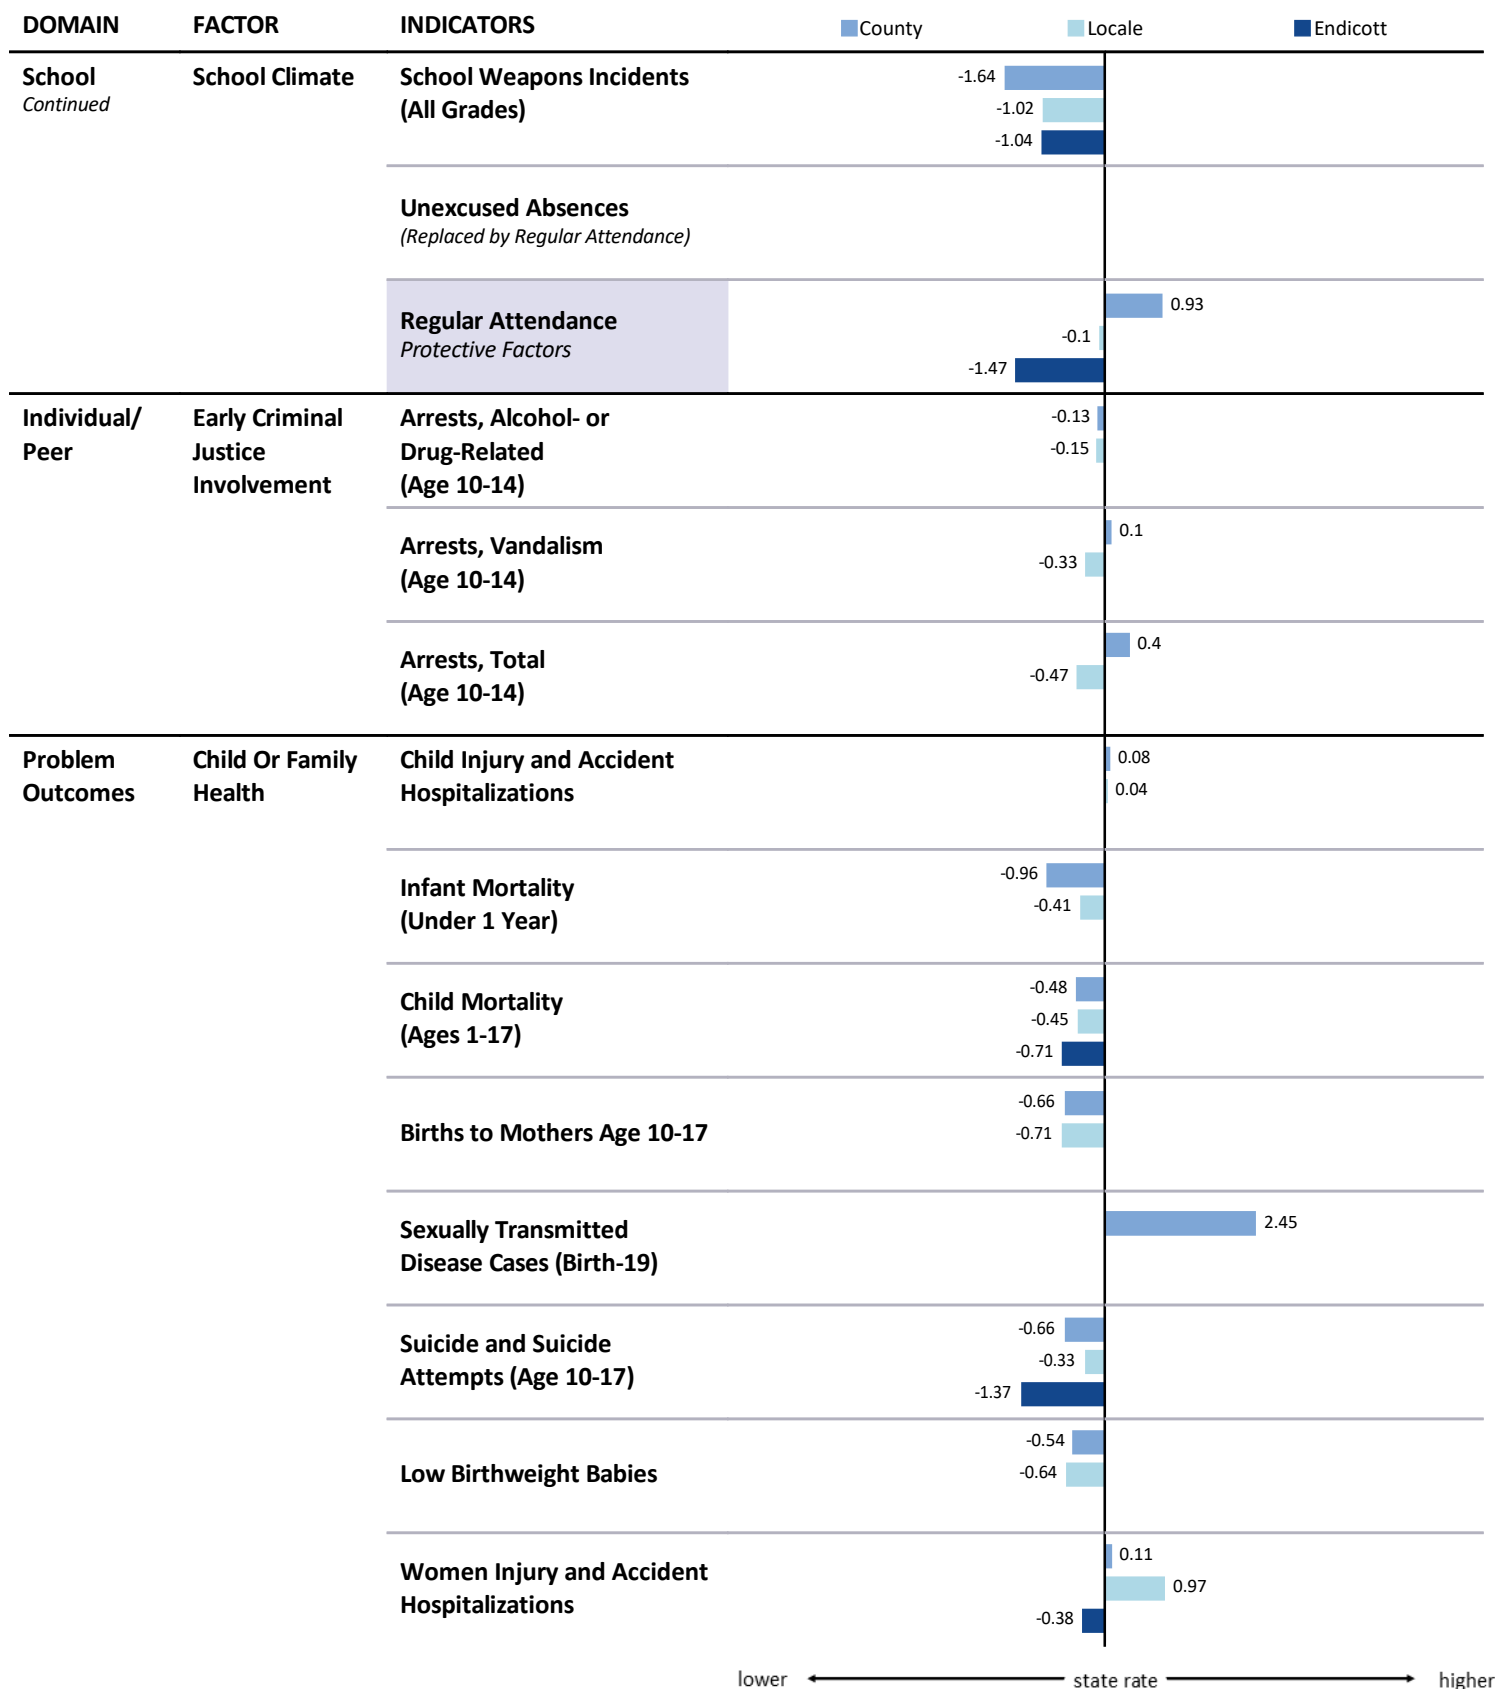 DOMAIN FACTOR INDICATORS County Locale Endicott
School School Climate School Weapons Incidents
Continued
(All Grades)
-1.64
-1.02
-1.04
Unexcused Absences
(Replaced by Regular Attendance)
Regular Attendance
Protective Factors
0.93
-0.1
-1.47
Individual/ Early Criminal Arrests, Alcohol- or
Peer Justice Drug-Related
Involvement (Age 10-14)
-0.13
-0.15
Arrests, Vandalism
(Age 10-14)
0.1
-0.33
Arrests, Total
(Age 10-14)
0.4
-0.47
Problem Child Or Family Child Injury and Accident
Outcomes Health Hospitalizations
0.08
0.04
Infant Mortality
(Under 1 Year)
-0.96
-0.41
Child Mortality
(Ages 1-17)
-0.48
-0.45
-0.71
Births to Mothers Age 10-17
-0.66
-0.71
Sexually Transmitted
Disease Cases (Birth-19)
2.45
Suicide and Suicide
Attempts (Age 10-17)
-0.66
-0.33
-1.37
Low Birthweight Babies
-0.54
-0.64
Women Injury and Accident
Hospitalizations
0.11
0.97
-0.38
lower state rate higher